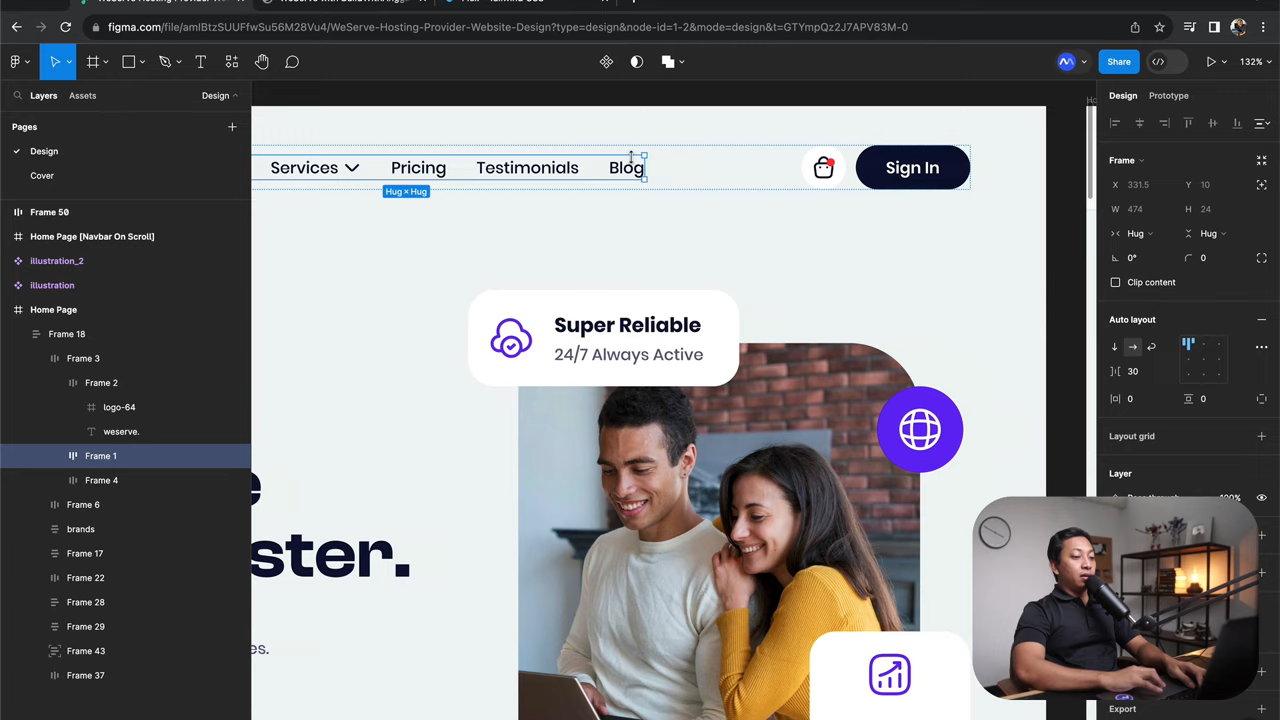 figma.com/file/amIBtzSUUFfwSu56M28Vu4/WeServe-Hosting-Provider-Website-Design?type=design&node-id=1-2&mode=design&t=GTYmpQz2J7APV83H-0
Share
132%
Layers
Assets
Design
Pages
Design
Cover
Frame 50
Home Page [Navbar On Scroll]
illustration_2
illustration
Home Page
Frame 18
Frame 3
Frame 2
logo-64
weserve.
Frame 1
Frame 4
Frame 6
brands
Frame 17
Frame 22
Frame 28
Frame 29
Frame 43
Frame 37
Services
Pricing
Testimonials
Blog
Hug × Hug
Sign In
Super Reliable
24/7 Always Active
ster.
es.
Design
Prototype
Frame
X 331.5
Y 10
W 474
H 24
Hug
Hug
0°
0
Clip content
Auto layout
30
0
0
Layout grid
Layer
Export